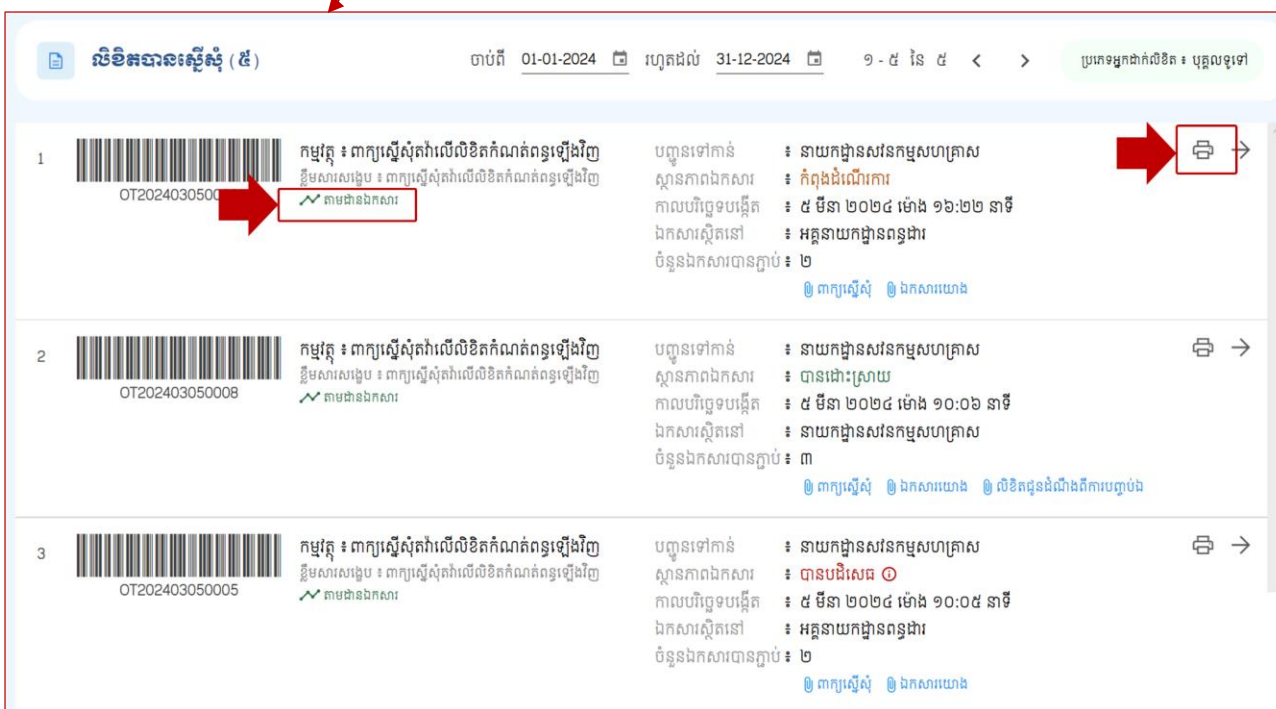 លិខិតបានស្នើសុំ (៥) ចាប់ពី 01-01-2024 រហូតដល់ 31-12-2024 ១ - ៥ នៃ ៥ ប្រភេទអ្នកដាក់លិខិត ៖ បុគ្គលទូទៅ
1 កម្មវត្ថុ ៖ ពាក្យស្នើសុំតវ៉ាលើលិខិតកំណត់ពន្ធឡើងវិញ
ខ្លឹមសារសង្ខេប ៖ ពាក្យស្នើសុំតវ៉ាលើលិខិតកំណត់ពន្ធឡើងវិញ
OT20240305000
តាមដានឯកសារ
បញ្ជូនទៅកាន់ ៖ នាយកដ្ឋានសវនកម្មសហគ្រាស
ស្ថានភាពឯកសារ ៖ កំពុងដំណើរការ
កាលបរិច្ឆេទបង្កើត ៖ ៥ មីនា ២០២៤ ម៉ោង ១៦:២២ នាទី
ឯកសារស្ថិតនៅ ៖ អគ្គនាយកដ្ឋានពន្ធដារ
ចំនួនឯកសារបានភ្ជាប់ ៖ ២
ពាក្យស្នើសុំ ឯកសារយោង
2 កម្មវត្ថុ ៖ ពាក្យស្នើសុំតវ៉ាលើលិខិតកំណត់ពន្ធឡើងវិញ
ខ្លឹមសារសង្ខេប ៖ ពាក្យស្នើសុំតវ៉ាលើលិខិតកំណត់ពន្ធឡើងវិញ
OT202403050008
តាមដានឯកសារ
បញ្ជូនទៅកាន់ ៖ នាយកដ្ឋានសវនកម្មសហគ្រាស
ស្ថានភាពឯកសារ ៖ បានដោះស្រាយ
កាលបរិច្ឆេទបង្កើត ៖ ៥ មីនា ២០២៤ ម៉ោង ១០:០៦ នាទី
ឯកសារស្ថិតនៅ ៖ នាយកដ្ឋានសវនកម្មសហគ្រាស
ចំនួនឯកសារបានភ្ជាប់ ៖ ៣
ពាក្យស្នើសុំ ឯកសារយោង លិខិតជូនដំណឹងពីការបញ្ចប់ឯ
3 កម្មវត្ថុ ៖ ពាក្យស្នើសុំតវ៉ាលើលិខិតកំណត់ពន្ធឡើងវិញ
ខ្លឹមសារសង្ខេប ៖ ពាក្យស្នើសុំតវ៉ាលើលិខិតកំណត់ពន្ធឡើងវិញ
OT202403050005
តាមដានឯកសារ
បញ្ជូនទៅកាន់ ៖ នាយកដ្ឋានសវនកម្មសហគ្រាស
ស្ថានភាពឯកសារ ៖ បានបដិសេធ
កាលបរិច្ឆេទបង្កើត ៖ ៥ មីនា ២០២៤ ម៉ោង ១០:០៥ នាទី
ឯកសារស្ថិតនៅ ៖ អគ្គនាយកដ្ឋានពន្ធដារ
ចំនួនឯកសារបានភ្ជាប់ ៖ ២
ពាក្យស្នើសុំ ឯកសារយោង